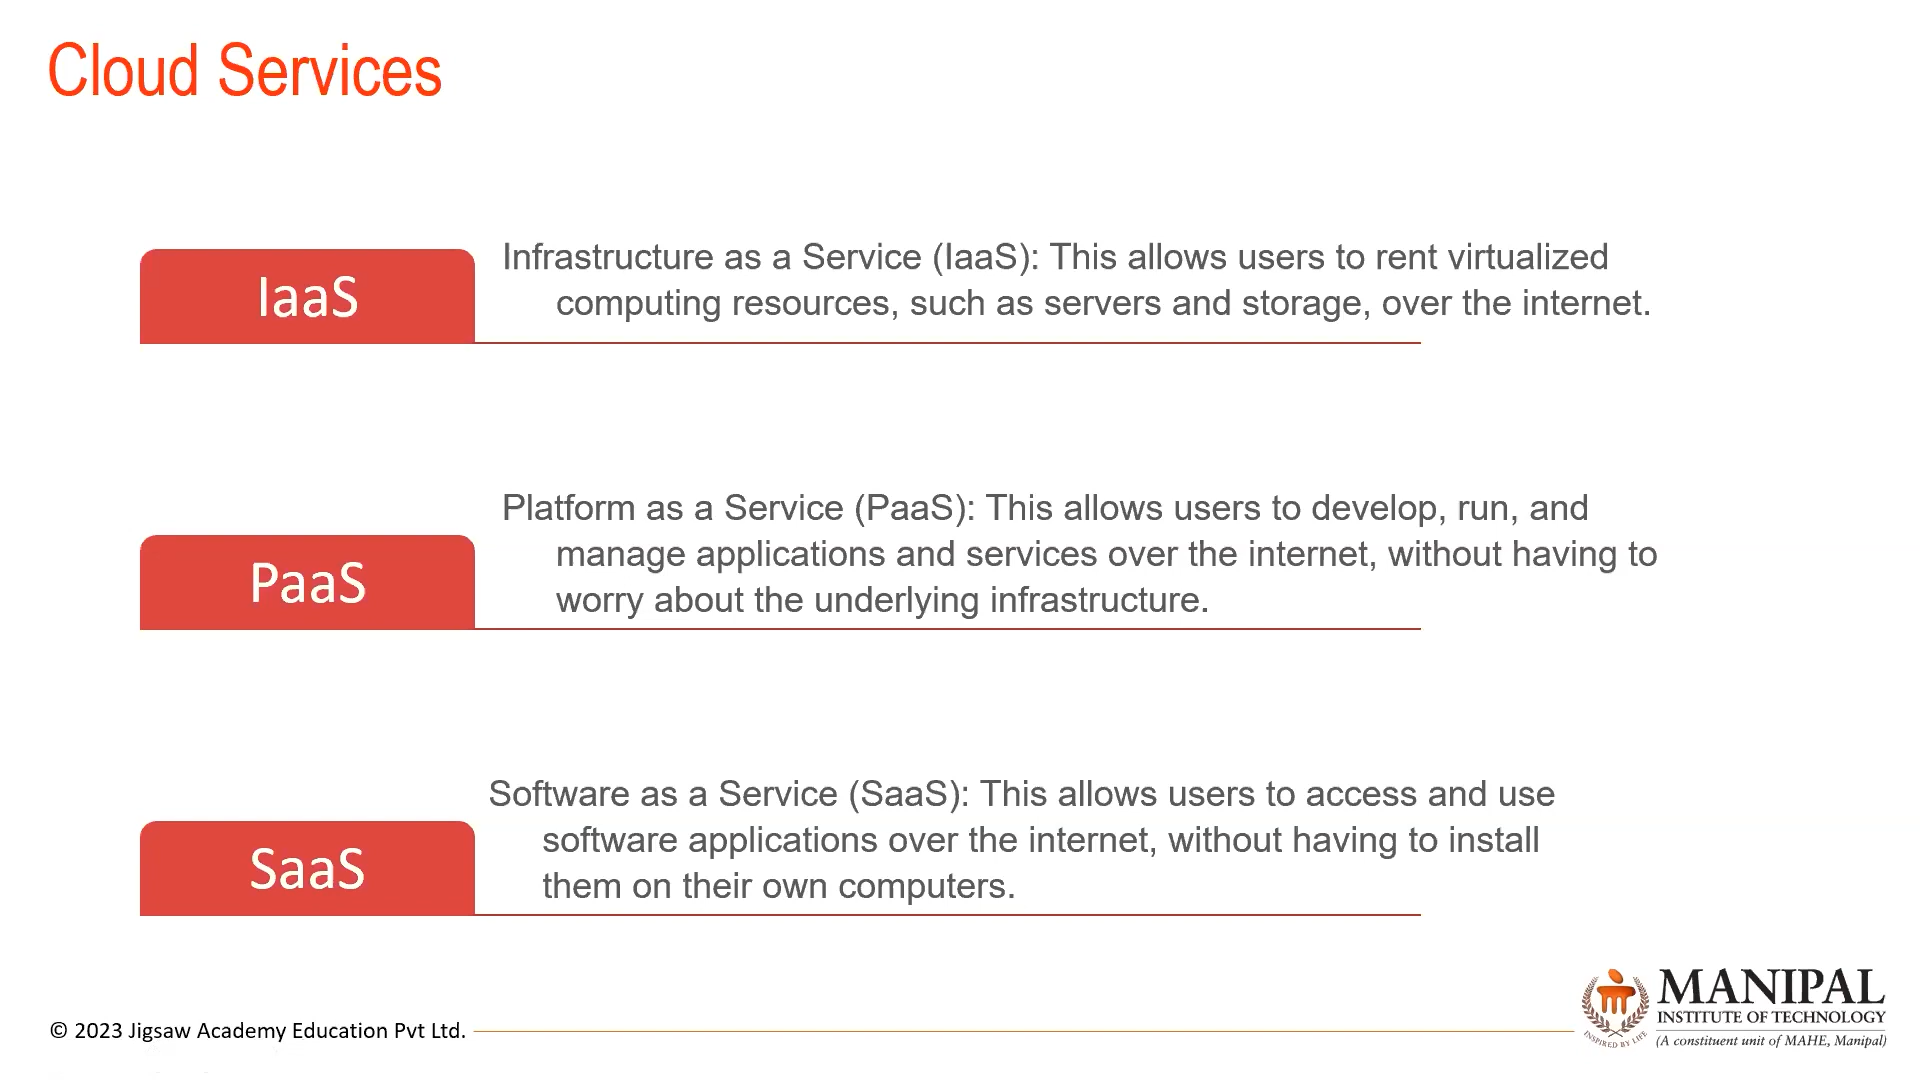 Cloud Services
IaaS
Infrastructure as a Service (IaaS): This allows users to rent virtualized
computing resources, such as servers and storage, over the internet.
PaaS
Platform as a Service (PaaS): This allows users to develop, run, and
manage applications and services over the internet, without having to
worry about the underlying infrastructure.
SaaS
Software as a Service (SaaS): This allows users to access and use
software applications over the internet, without having to install
them on their own computers.
© 2023 Jigsaw Academy Education Pvt Ltd.
INSPIRED BY LIFE
MANIPAL
INSTITUTE OF TECHNOLOGY
(A constituent unit of MAHE, Manipal)